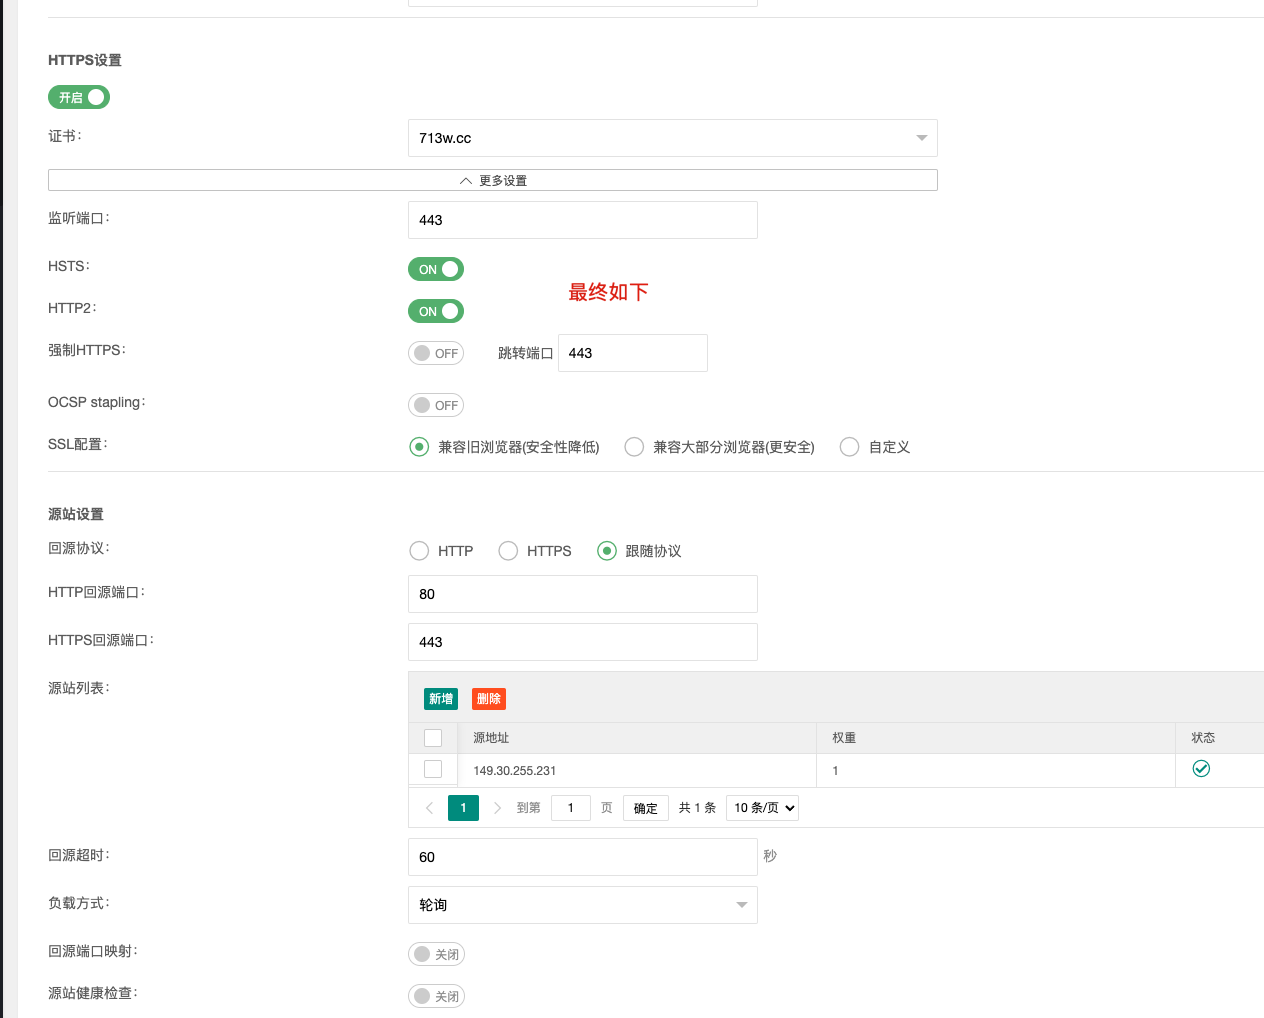 HTTPS设置
开启
证书:
713w.cc
更多设置
监听端口:
443
HSTS:
ON
最终如下
HTTP2:
ON
强制HTTPS:
OFF
跳转端口
443
OCSP stapling:
OFF
SSL配置:
兼容旧浏览器(安全性降低)
兼容大部分浏览器(更安全)
自定义
源站设置
回源协议:
HTTP
HTTPS
跟随协议
HTTP回源端口:
80
HTTPS回源端口:
443
源站列表:
新增
删除
源地址
权重
状态
149.30.255.231
1
1
到第
1
页
确定
共 1 条
10 条/页
回源超时:
60
秒
负载方式:
轮询
回源端口映射:
关闭
源站健康检查:
关闭